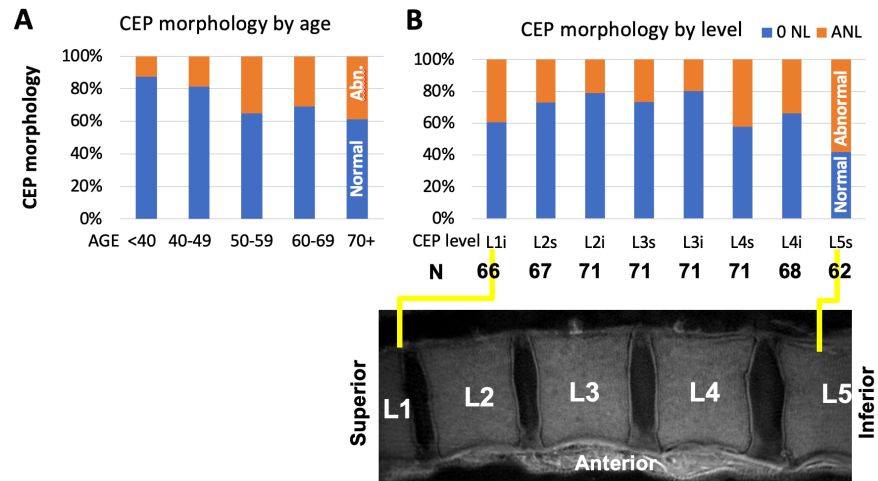 A
CEP morphology by age
CEP morphology
100%
80%
60%
40%
20%
0%
Abn.
Normal
AGE <40 40-49 50-59 60-69 70+
B
CEP morphology by level
0 NL ANL
100%
80%
60%
40%
20%
0%
Abnormal
Normal
CEP level L1i L2s L2i L3s L3i L4s L4i L5s
N 66 67 71 71 71 71 68 62
Superior
L1 L2 L3 L4 L5
Inferior
Anterior